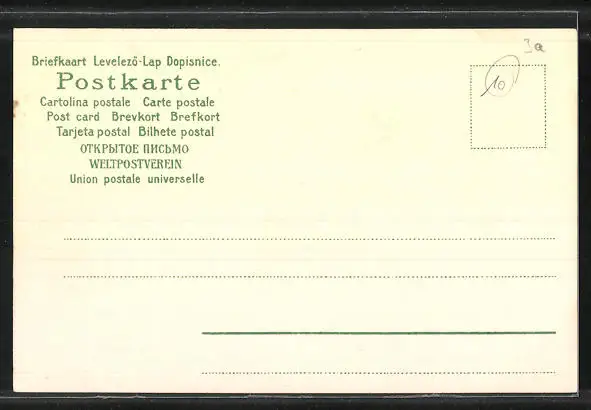 3a
10
Briefkaart Levelező-Lap Dopisnice.
Postkarte
Cartolina postale Carte postale
Post card Brevkort Brefkort
Tarjeta postal Bilhete postal
ОТКРЫТОЕ ПИСЬМО
WELTPOSTVEREIN
Union postale universelle